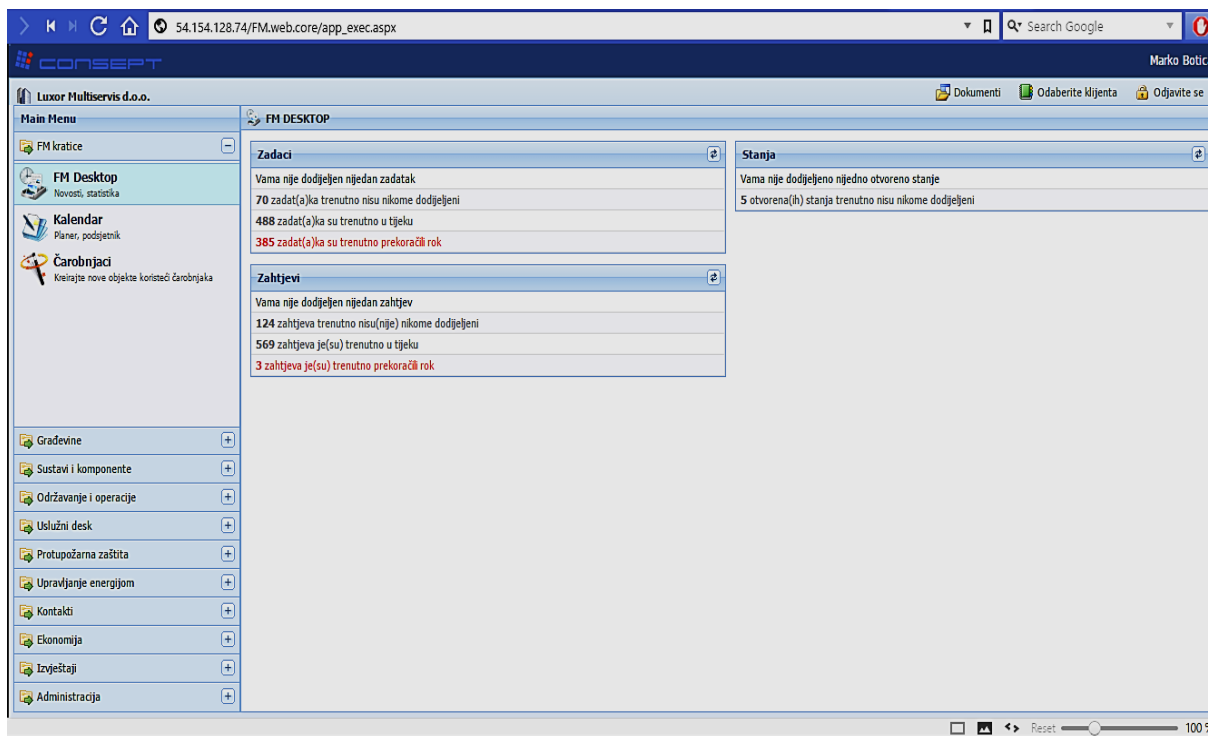 54.154.128.74/FM.web.core/app_exec.aspx
Search Google
CONSEPT
Marko Botica
Luxor Multiservis d.o.o.
Dokumenti
Odaberite klijenta
Odjavite se
Main Menu
FM DESKTOP
FM kratice
FM Desktop
Novosti, statistika
Kalendar
Planer, podsjetnik
Čarobnjaci
Kreirajte nove objekte koristeći čarobnjaka
Građevine
Sustavi i komponente
Održavanje i operacije
Uslužni desk
Protupožarna zaštita
Upravljanje energijom
Kontakti
Ekonomija
Izvještaji
Administracija
Zadaci
Vama nije dodijeljen nijedan zadatak
70 zadat(a)ka trenutno nisu nikome dodijeljeni
488 zadat(a)ka su trenutno u tijeku
385 zadat(a)ka su trenutno prekoračili rok
Zahtjevi
Vama nije dodijeljen nijedan zahtjev
124 zahtjeva trenutno nisu(nije) nikome dodijeljeni
569 zahtjeva je(su) trenutno u tijeku
3 zahtjeva je(su) trenutno prekoračili rok
Stanja
Vama nije dodijeljeno nijedno otvoreno stanje
5 otvorena(ih) stanja trenutno nisu nikome dodijeljeni
Reset
100 %